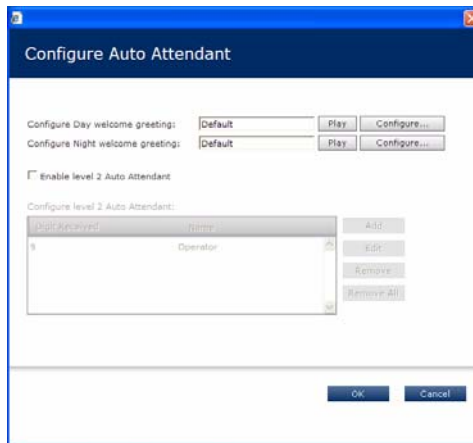 Configure Auto Attendant
Configure Day welcome greeting: Default Play Configure...
Configure Night welcome greeting: Default Play Configure...
Enable level 2 Auto Attendant
Configure level 2 Auto Attendant:
Digit Received Name Add
9 Operator Edit
Remove
Remove All
OK Cancel